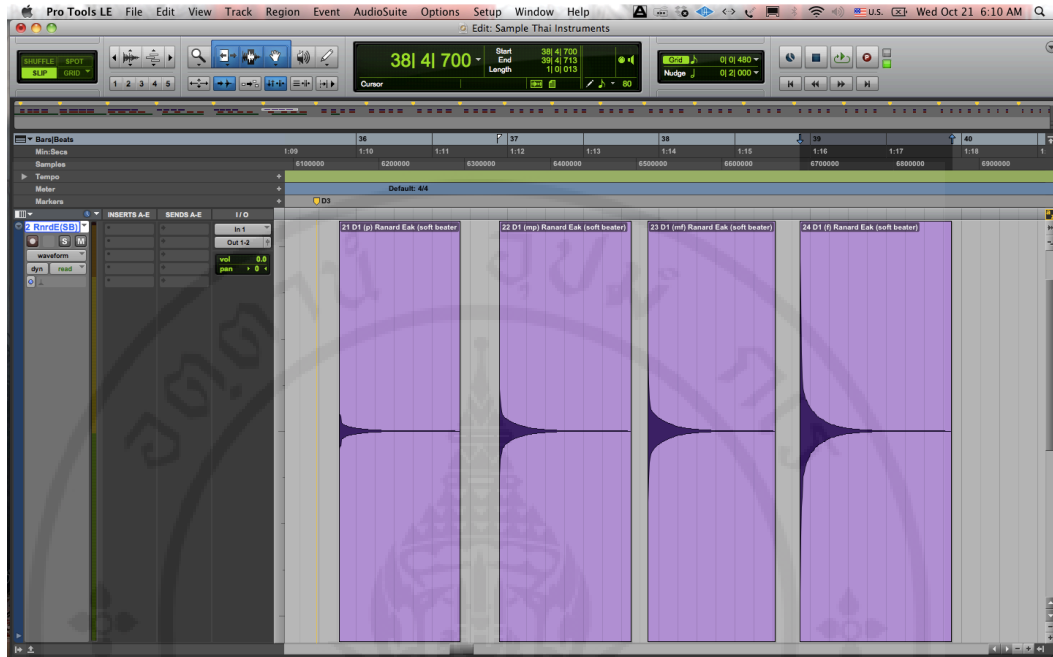 Pro Tools LE File Edit View Track Region Event AudioSuite Options Setup Window Help U.S. Wed Oct 21 6:10 AM
Edit: Sample Thai Instruments
SHUFFLE SPOT
SLIP GRID
1 2 3 4 5
38| 4| 700
Start 38| 4| 700
End 39| 4| 713
Length 1| 0| 013
Cursor
80
Grid 0| 0| 480
Nudge 0| 2| 000
Bars|Beats 36 37 38 39 40
Min:Secs 1:09 1:10 1:11 1:12 1:13 1:14 1:15 1:16 1:17 1:18
Samples 6100000 6200000 6300000 6400000 6500000 6600000 6700000 6800000 6900000
Tempo
Meter Default: 4/4
Markers D3
INSERTS A-E SENDS A-E I / O
2 RnrdE(SB)
In 1
S M
Out 1-2
waveform
vol 0.0
dyn read
pan 0
21 D1 (p) Ranard Eak (soft beater
22 D1 (mp) Ranard Eak (soft beater)
23 D1 (mf) Ranard Eak (soft beater)
24 D1 (f) Ranard Eak (soft beater)